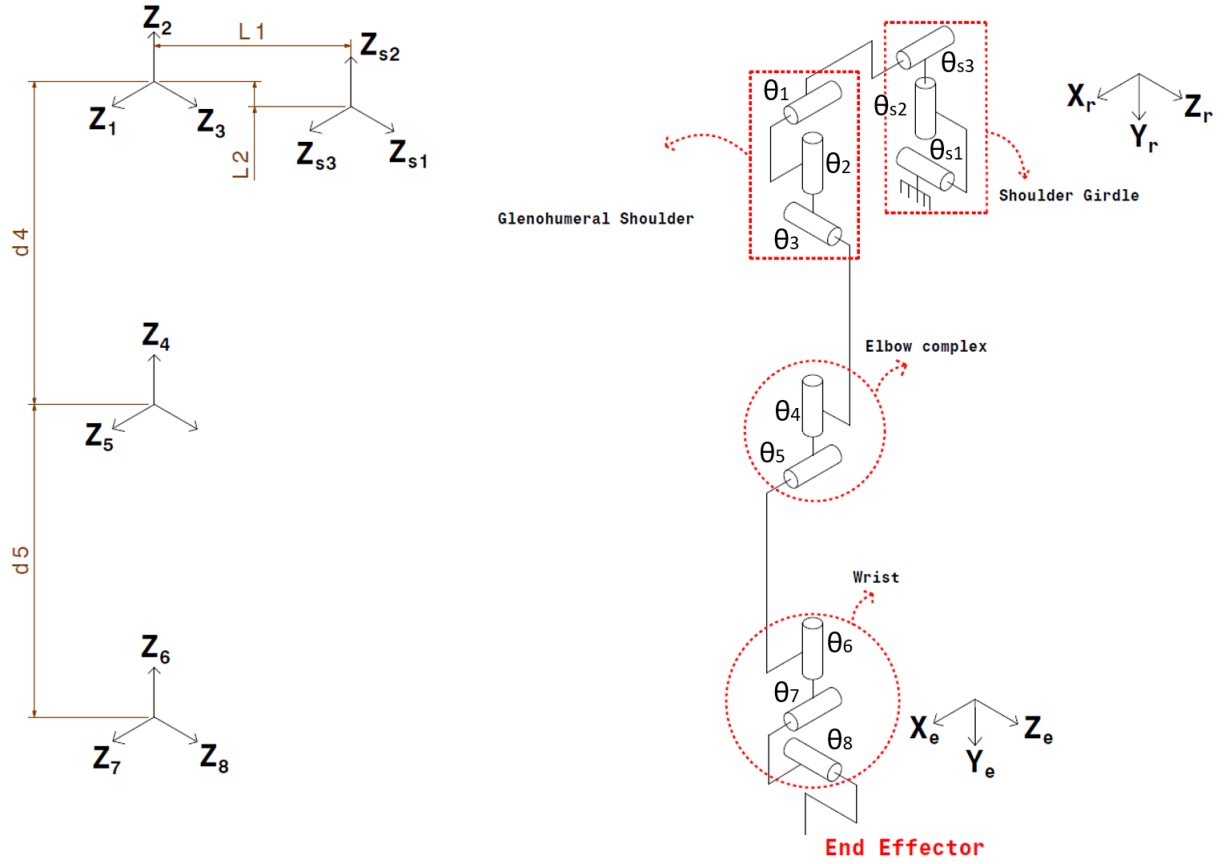 Z2
L1
Zs2
Z1
Z3
Zs3
Zs1
L2
d4
Z4
Z5
d5
Z6
Z7
Z8
θs3
θ1
θs2
θ2
θs1
θ3
Xr
Zr
Yr
Shoulder Girdle
Glenohumeral Shoulder
Elbow complex
θ4
θ5
Wrist
θ6
θ7
θ8
Xe
Ze
Ye
End Effector